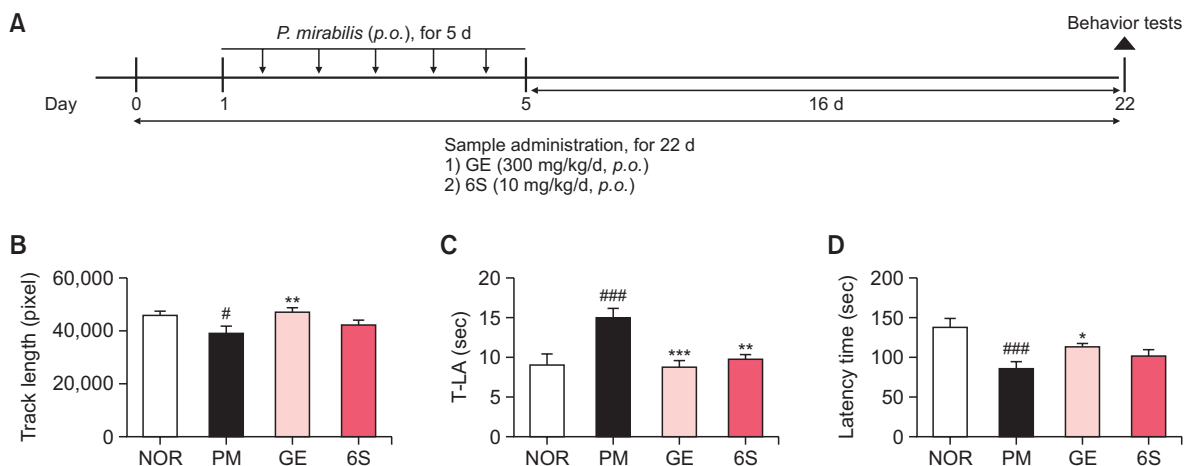 A
Behavior tests
P. mirabilis (p.o.), for 5 d
Day 0 1 5 16 d 22
Sample administration, for 22 d
1) GE (300 mg/kg/d, p.o.)
2) 6S (10 mg/kg/d, p.o.)
B
Track length (pixel)
60,000
40,000
20,000
0
#
**
NOR PM GE 6S
C
T-LA (sec)
20
15
10
5
0
###
***
**
NOR PM GE 6S
D
Latency time (sec)
200
150
100
50
0
###
*
NOR PM GE 6S